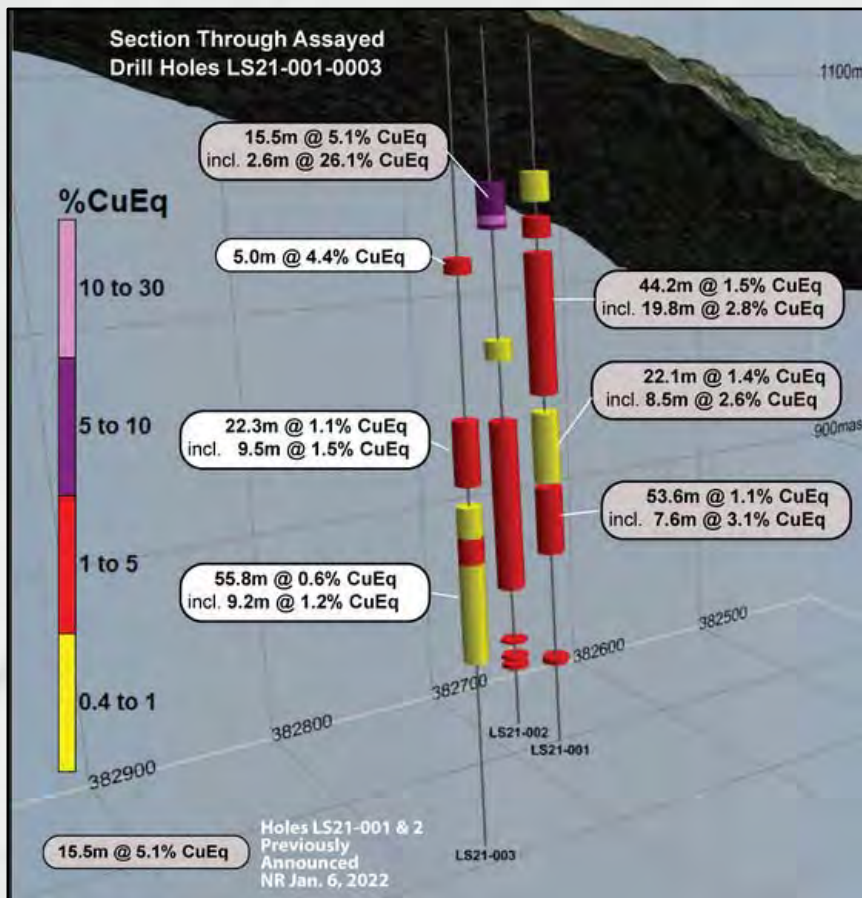 Section Through Assayed
Drill Holes LS21-001-0003
1100m
15.5m @ 5.1% CuEq
incl. 2.6m @ 26.1% CuEq
%CuEq
10 to 30
5 to 10
1 to 5
0.4 to 1
5.0m @ 4.4% CuEq
44.2m @ 1.5% CuEq
incl. 19.8m @ 2.8% CuEq
22.1m @ 1.4% CuEq
incl. 8.5m @ 2.6% CuEq
900mas
22.3m @ 1.1% CuEq
incl. 9.5m @ 1.5% CuEq
53.6m @ 1.1% CuEq
incl. 7.6m @ 3.1% CuEq
55.8m @ 0.6% CuEq
incl. 9.2m @ 1.2% CuEq
382500
382600
382700
382800
382900
LS21-002
LS21-001
LS21-003
15.5m @ 5.1% CuEq
Holes LS21-001 & 2
Previously
Announced
NR Jan. 6, 2022